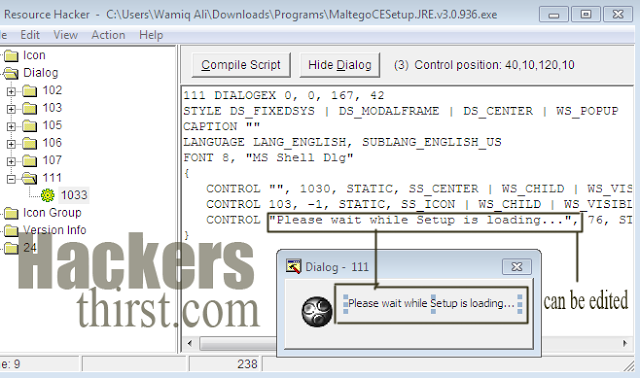 Resource Hacker - C:\Users\Wamiq Ali\Downloads\Programs\MaltegoCESetup.JRE.v3.0.936.exe
File Edit View Action Help
Icon
Dialog
102
103
105
106
107
111
1033
Icon Group
Version Info
24
Compile Script
Hide Dialog
(3) Control position: 40,10,120,10
111 DIALOGEX 0, 0, 167, 42
STYLE DS_FIXEDSYS | DS_MODALFRAME | DS_CENTER | WS_POPUP
CAPTION ""
LANGUAGE LANG_ENGLISH, SUBLANG_ENGLISH_US
FONT 8, "MS Shell Dlg"
{
CONTROL "", 1030, STATIC, SS_CENTER | WS_CHILD | WS_VIS
CONTROL 103, -1, STATIC, SS_ICON | WS_CHILD | WS_VISIBL
CONTROL "Please wait while Setup is loading...", 76, ST
}
Dialog - 111
Please wait while Setup is loading...
can be edited
Hackers
thirst.com
e: 9
238